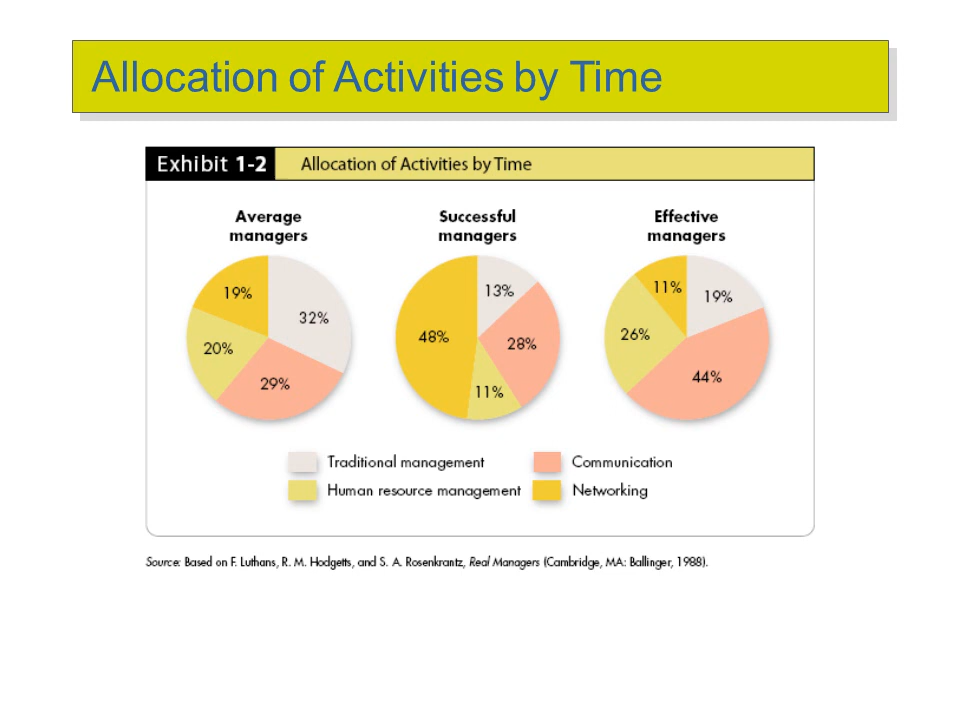 Allocation of Activities by Time
Exhibit 1-2 Allocation of Activities by Time
Average managers
Successful managers
Effective managers
19%
32%
20%
29%
13%
48%
28%
11%
11%
19%
26%
44%
Traditional management
Communication
Human resource management
Networking
Source: Based on F. Luthans, R. M. Hodgetts, and S. A. Rosenkrantz, Real Managers (Cambridge, MA: Ballinger, 1988).